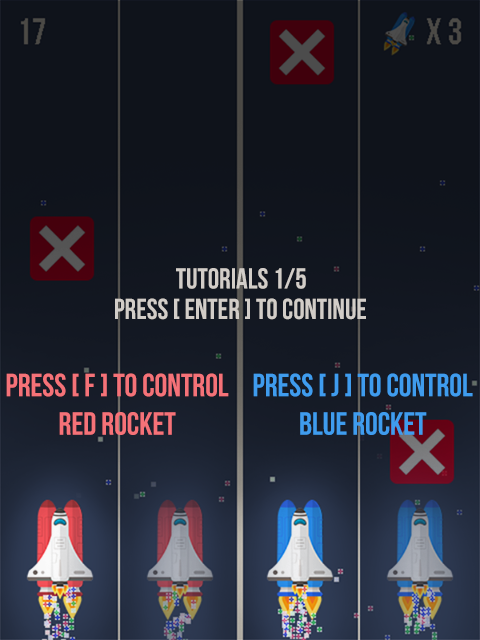 17
X 3
TUTORIALS 1/5
PRESS [ ENTER ] TO CONTINUE
PRESS [ F ] TO CONTROL
RED ROCKET
PRESS [ J ] TO CONTROL
BLUE ROCKET